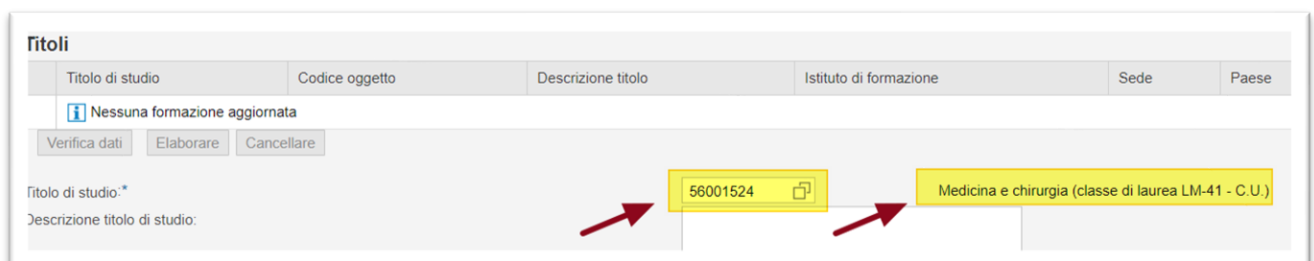 Titoli
Titolo di studio Codice oggetto Descrizione titolo Istituto di formazione Sede Paese
Nessuna formazione aggiornata
Verifica dati Elaborare Cancellare
Titolo di studio:* 56001524 Medicina e chirurgia (classe di laurea LM-41 - C.U.)
Descrizione titolo di studio: